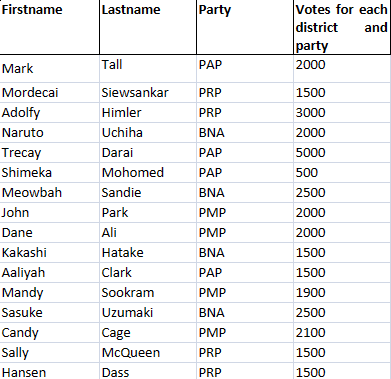 Firstname Lastname Party Votes for each
district and
party
Mark Tall PAP 2000
Mordecai Siewsankar PRP 1500
Adolfy Himler PRP 3000
Naruto Uchiha BNA 2000
Trecay Darai PAP 5000
Shimeka Mohomed PAP 500
Meowbah Sandie BNA 2500
John Park PMP 2000
Dane Ali PMP 2000
Kakashi Hatake BNA 1500
Aaliyah Clark PAP 1500
Mandy Sookram PMP 1900
Sasuke Uzumaki BNA 2500
Candy Cage PMP 2100
Sally McQueen PRP 1500
Hansen Dass PRP 1500